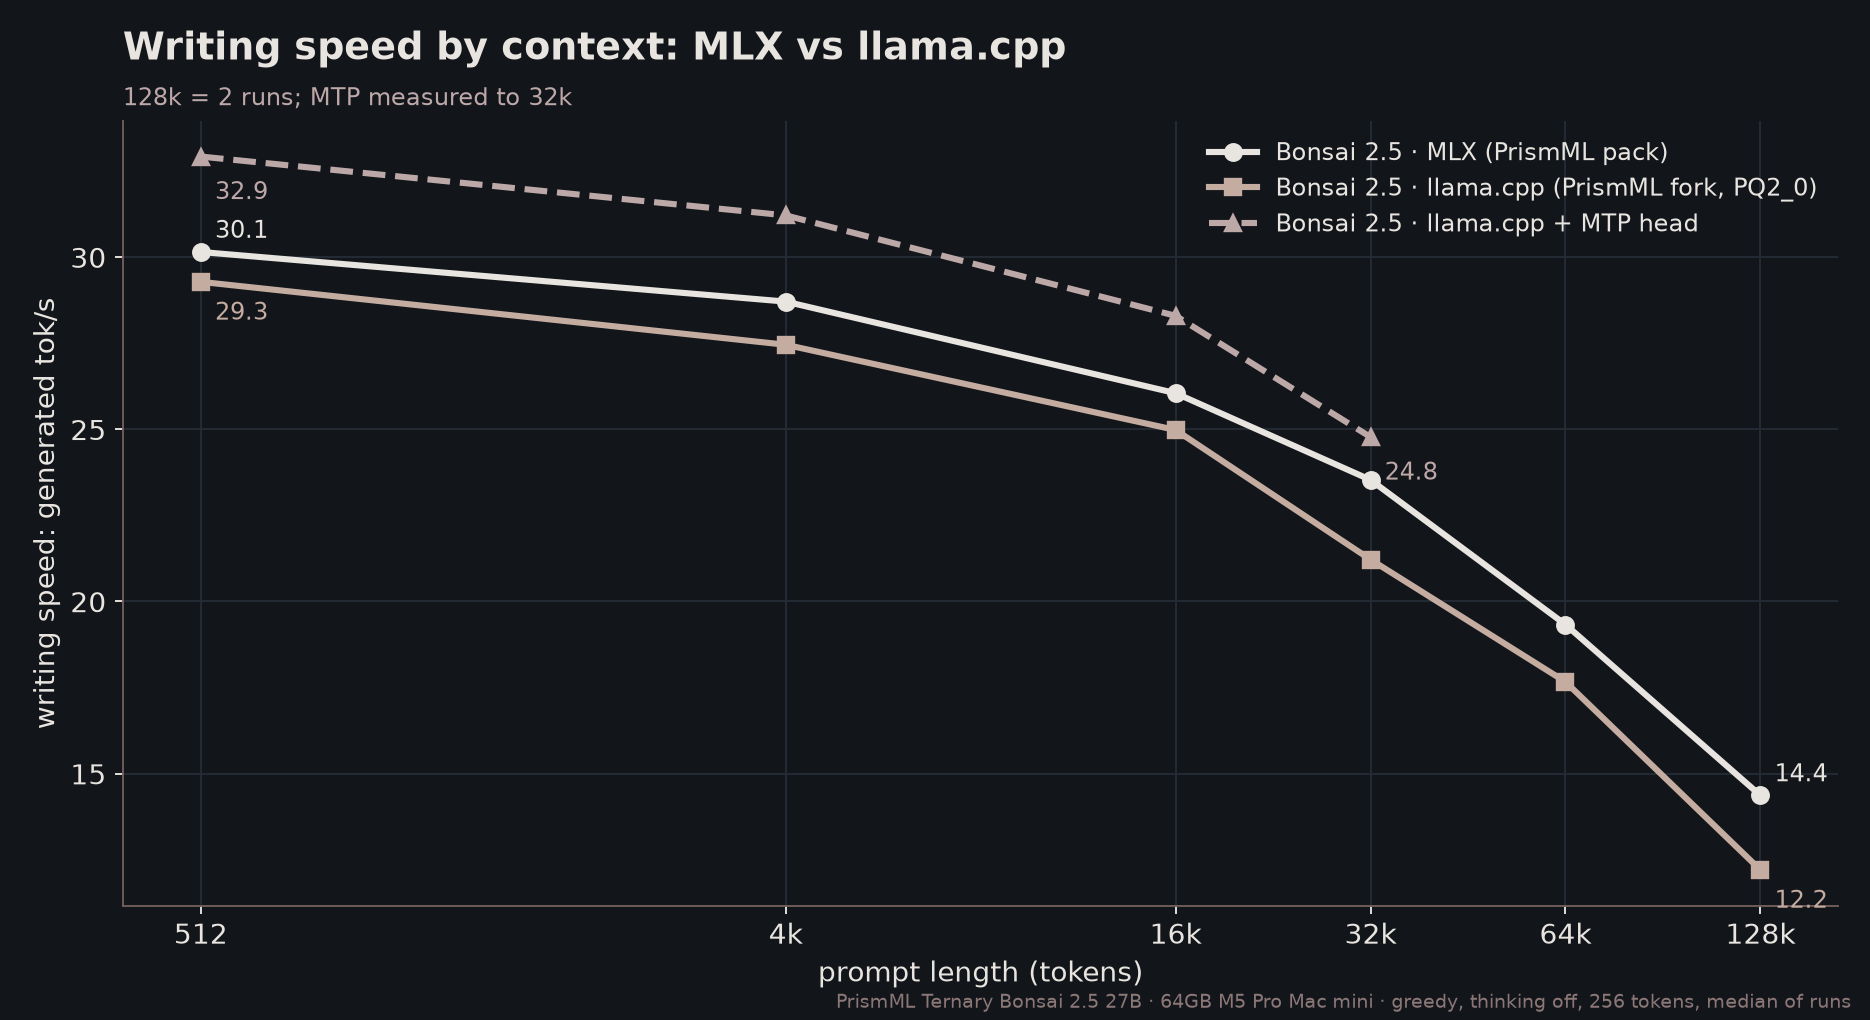 Writing speed by context: MLX vs llama.cpp
128k = 2 runs; MTP measured to 32k
Bonsai 2.5 · MLX (PrismML pack)
Bonsai 2.5 · llama.cpp (PrismML fork, PQ2_0)
Bonsai 2.5 · llama.cpp + MTP head
writing speed: generated tok/s
30
25
20
15
32.9
30.1
29.3
24.8
14.4
12.2
512 4k 16k 32k 64k 128k
prompt length (tokens)
PrismML Ternary Bonsai 2.5 27B · 64GB M5 Pro Mac mini · greedy, thinking off, 256 tokens, median of runs